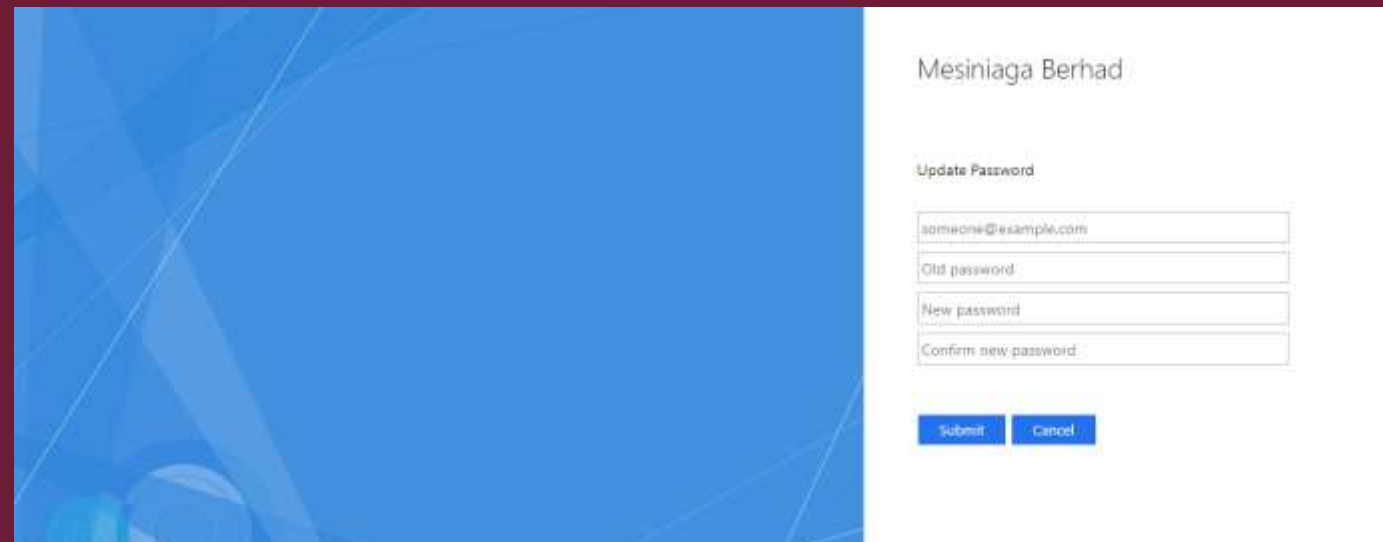 Mesiniaga Berhad
Update Password
someone@example.com
Old password
New password
Confirm new password
Submit Cancel